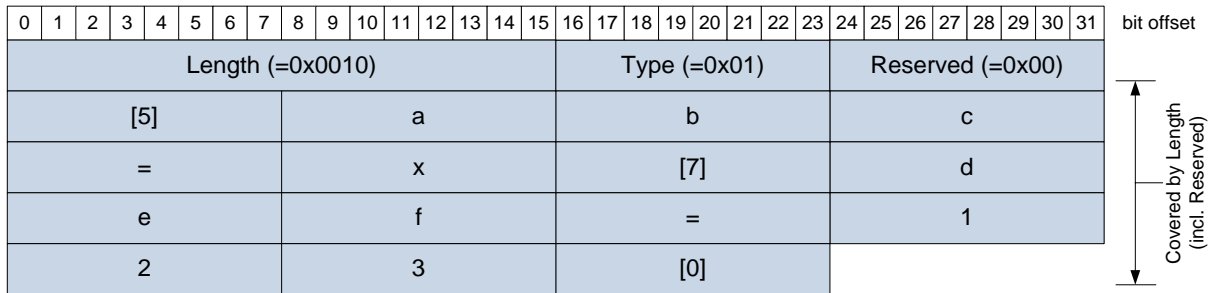 0 1 2 3 4 5 6 7 8 9 10 11 12 13 14 15 16 17 18 19 20 21 22 23 24 25 26 27 28 29 30 31 bit offset
Length (=0x0010) Type (=0x01) Reserved (=0x00)
[5] a b c
= x [7] d
e f = 1
2 3 [0]
Covered by Length
(incl. Reserved)